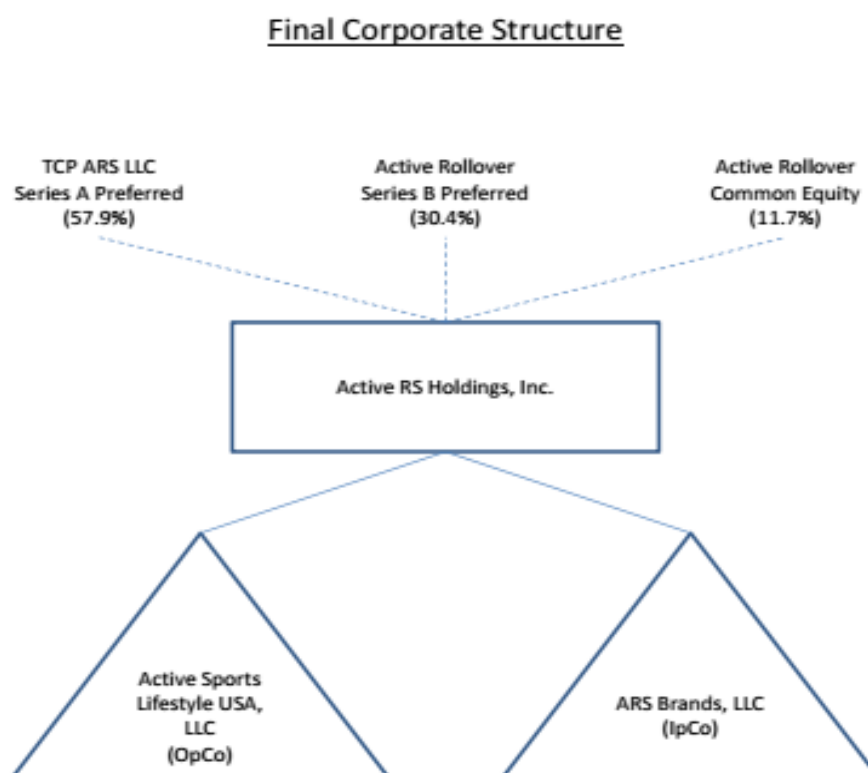 Final Corporate Structure
TCP ARS LLC
Series A Preferred
(57.9%)
Active Rollover
Series B Preferred
(30.4%)
Active Rollover
Common Equity
(11.7%)
Active RS Holdings, Inc.
Active Sports
Lifestyle USA,
LLC
(OpCo)
ARS Brands, LLC
(IpCo)